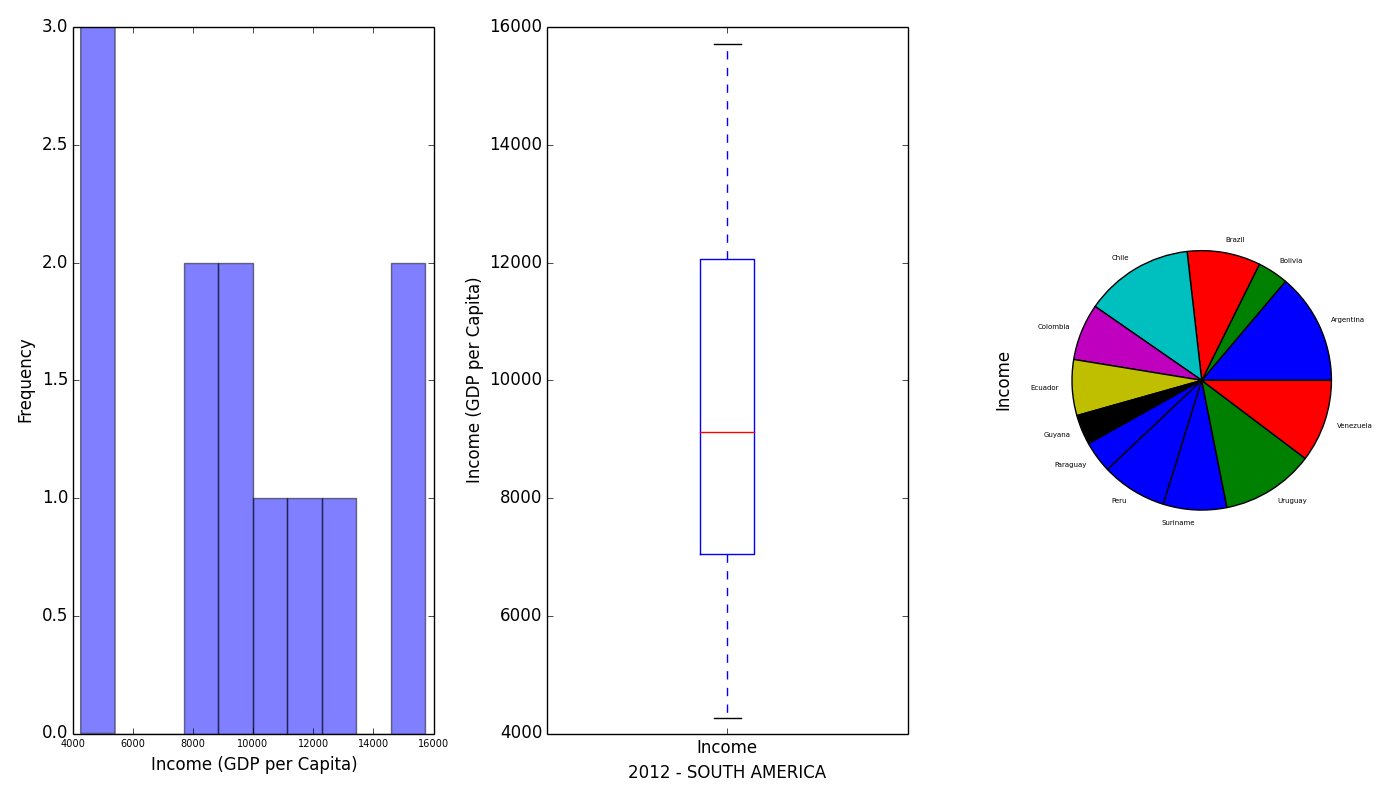 3.0
2.5
2.0
1.5
1.0
0.5
0.0
Frequency
4000 6000 8000 10000 12000 14000 16000
Income (GDP per Capita)
16000
14000
12000
10000
8000
6000
4000
Income (GDP per Capita)
Income
2012 - SOUTH AMERICA
Income
Brazil
Chile
Bolivia
Argentina
Colombia
Ecuador
Venezuela
Guyana
Paraguay
Peru
Uruguay
Suriname